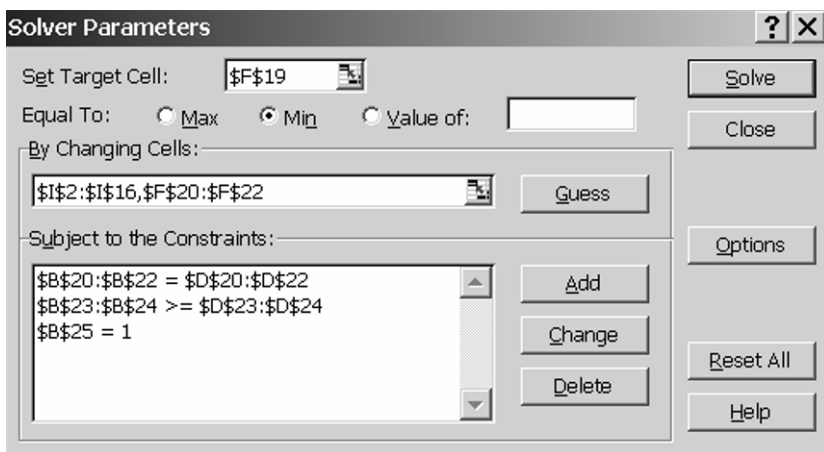 Solver Parameters ? X
Set Target Cell: $F$19
Solve
Equal To: Max Min Value of:
Close
By Changing Cells:
$I$2:$I$16,$F$20:$F$22
Guess
Subject to the Constraints:
Options
$B$20:$B$22 = $D$20:$D$22
Add
$B$23:$B$24 >= $D$23:$D$24
$B$25 = 1
Change
Reset All
Delete
Help